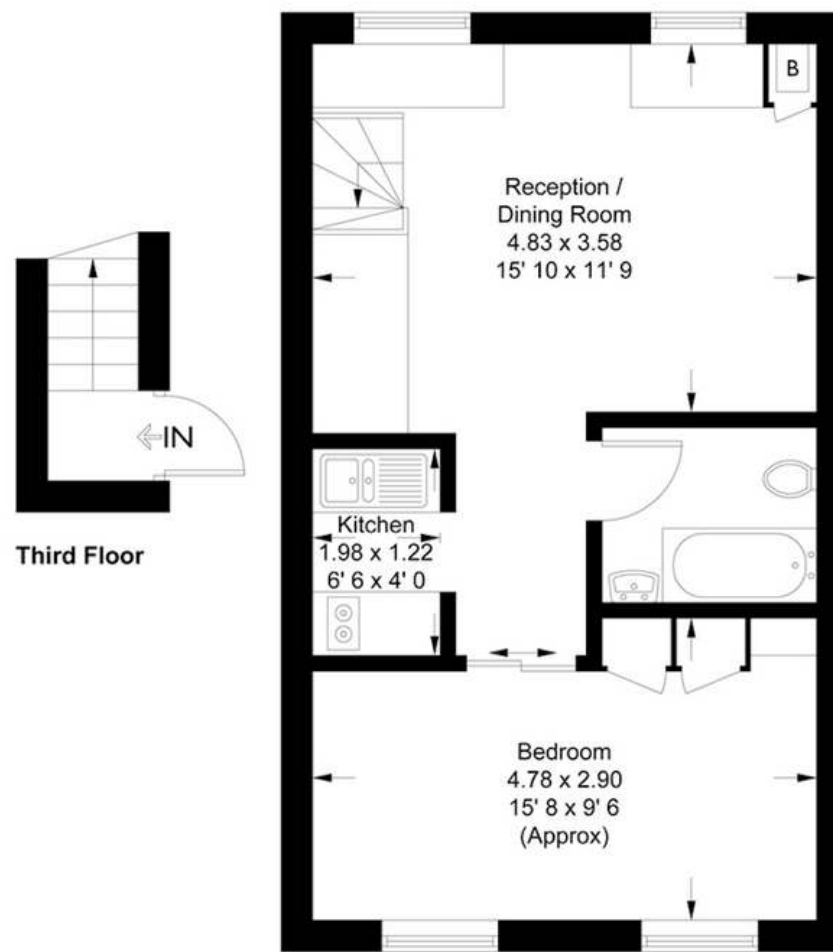 B
Reception /
Dining Room
4.83 x 3.58
15' 10 x 11' 9
IN
Third Floor
Kitchen
1.98 x 1.22
6' 6 x 4' 0
Bedroom
4.78 x 2.90
15' 8 x 9' 6
(Approx)